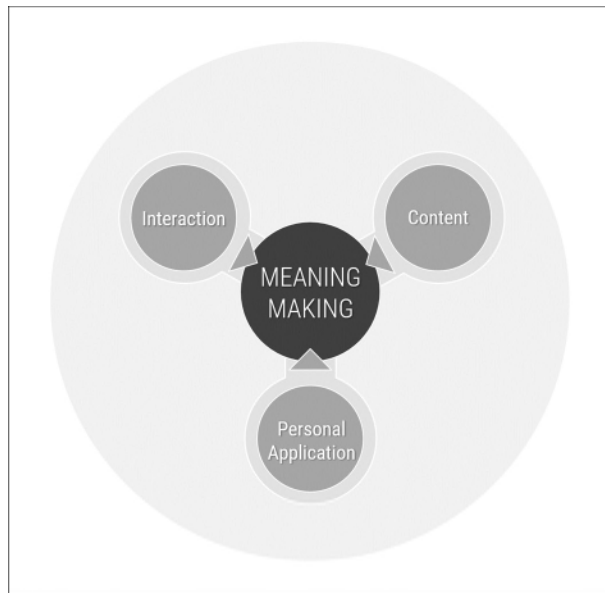 Interaction
Content
MEANING
MAKING
Personal
Application